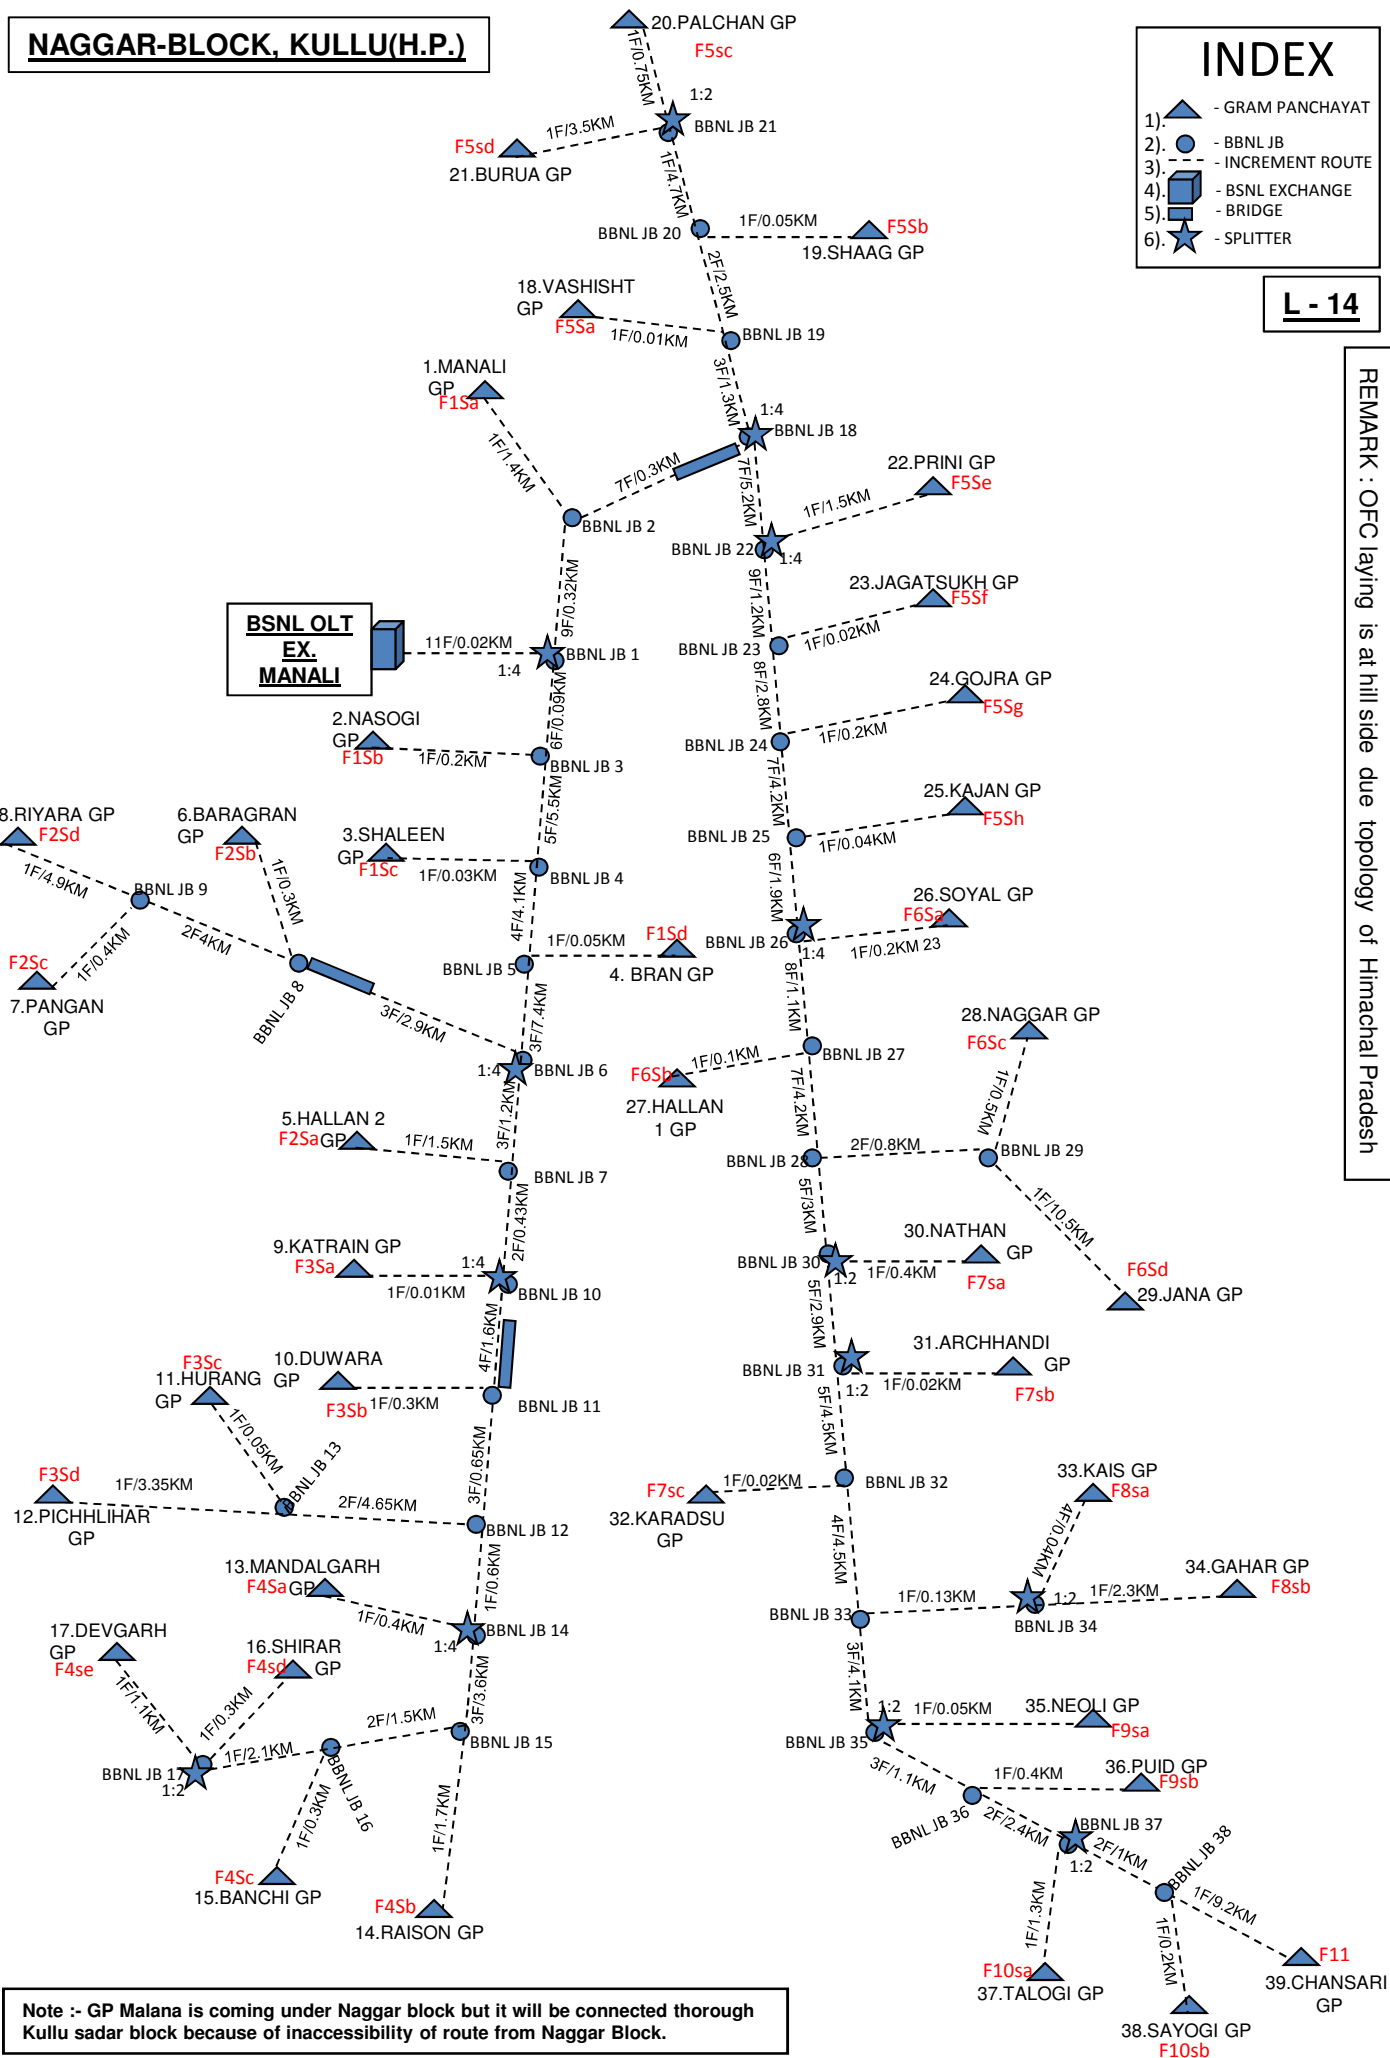 NAGGAR-BLOCK, KULLU(H.P.)
20.PALCHAN GP
F5sc
1F/0.75KM
1:2
BBNL JB 21
1F/3.5KM
F5sd
21.BURUA GP
1F/4.7KM
INDEX
1). - GRAM PANCHAYAT
2). - BBNL JB
3). - INCREMENT ROUTE
4). - BSNL EXCHANGE
5). - BRIDGE
6). - SPLITTER
L - 14
REMARK : OFC laying is at hill side due topology of Himachal Pradesh
BBNL JB 20
1F/0.05KM
F5Sb
19.SHAAG GP
2F/2.5KM
18.VASHISHT
GP
F5Sa
1F/0.01KM
BBNL JB 19
3F/1.3KM
1.MANALI
GP
F1Sa
1F/1.4KM
1:4
BBNL JB 18
7F/0.3KM
BBNL JB 2
7F/5.2KM
22.PRINI GP
F5Se
1F/1.5KM
BBNL JB 22
1:4
9F/0.32KM
9F/1.2KM
23.JAGATSUKH GP
F5Sf
1F/0.02KM
BBNL JB 23
BSNL OLT
EX.
MANALI
11F/0.02KM
1:4
BBNL JB 1
6F/0.09KM
8F/2.8KM
24.GOJRA GP
F5Sg
1F/0.2KM
BBNL JB 24
2.NASOGI
GP
F1Sb
1F/0.2KM
BBNL JB 3
5F/5.5KM
7F/4.2KM
25.KAJAN GP
F5Sh
1F/0.04KM
BBNL JB 25
8.RIYARA GP
F2Sd
6.BARAGRAN
GP
F2Sb
3.SHALEEN
GP
F1Sc
1F/0.03KM
BBNL JB 4
1F/4.9KM
BBNL JB 9
1F/0.3KM
4F/4.1KM
6F/1.9KM
26.SOYAL GP
F6Sa
1F/0.2KM 23
BBNL JB 26
1:4
2F4KM
1F/0.4KM
F2Sc
7.PANGAN
GP
BBNL JB 8
BBNL JB 5
1F/0.05KM
F1Sd
4. BRAN GP
3F/2.9KM
3F/7.4KM
8F/1.1KM
28.NAGGAR GP
F6Sc
1:4
BBNL JB 6
BBNL JB 27
1F/0.1KM
F6Sb
27.HALLAN
1 GP
1F/0.5KM
3F/1.2KM
7F/4.2KM
5.HALLAN 2
F2Sa GP
1F/1.5KM
BBNL JB 7
BBNL JB 28
2F/0.8KM
BBNL JB 29
1F/10.5KM
F6Sd
29.JANA GP
2F/0.43KM
5F/3KM
9.KATRAIN GP
F3Sa
1F/0.01KM
1:4
BBNL JB 10
BBNL JB 30
1:2
1F/0.4KM
30.NATHAN
GP
F7sa
4F/1.6KM
5F/2.9KM
F3Sc
11.HURANG
GP
10.DUWARA
GP
F3Sb
1F/0.3KM
BBNL JB 11
BBNL JB 31
1:2
1F/0.02KM
31.ARCHHANDI
GP
F7sb
1F/0.05KM
BBNL JB 13
3F/0.65KM
5F/4.5KM
F3Sd
1F/3.35KM
12.PICHHLIHAR
GP
2F/4.65KM
BBNL JB 12
F7sc
1F/0.02KM
32.KARADSU
GP
BBNL JB 32
33.KAIS GP
F8sa
4F/0.04KM
13.MANDALGARH
F4Sa GP
1F/0.4KM
1F/0.6KM
1:4
BBNL JB 14
4F/4.5KM
BBNL JB 33
1F/0.13KM
1:2
BBNL JB 34
1F/2.3KM
34.GAHAR GP
F8sb
17.DEVGARH
GP
F4se
16.SHIRAR
F4sd GP
1F/1.1KM
1F/0.3KM
3F/3.6KM
3F/4.1KM
BBNL JB 17
1:2
1F/2.1KM
2F/1.5KM
BBNL JB 15
BBNL JB 16
1F/0.3KM
F4Sc
15.BANCHI GP
1F/1.7KM
F4Sb
14.RAISON GP
1:2
BBNL JB 35
1F/0.05KM
35.NEOLI GP
F9sa
3F/1.1KM
BBNL JB 36
1F/0.4KM
36.PUID GP
F9sb
2F/2.4KM
BBNL JB 37
1:2
2F/1KM
BBNL JB 38
1F/1.3KM
F10sa
37.TALOGI GP
1F/0.2KM
1F/9.2KM
F11
39.CHANSARI
GP
38.SAYOGI GP
F10sb
Note :- GP Malana is coming under Naggar block but it will be connected thorough
Kullu sadar block because of inaccessibility of route from Naggar Block.